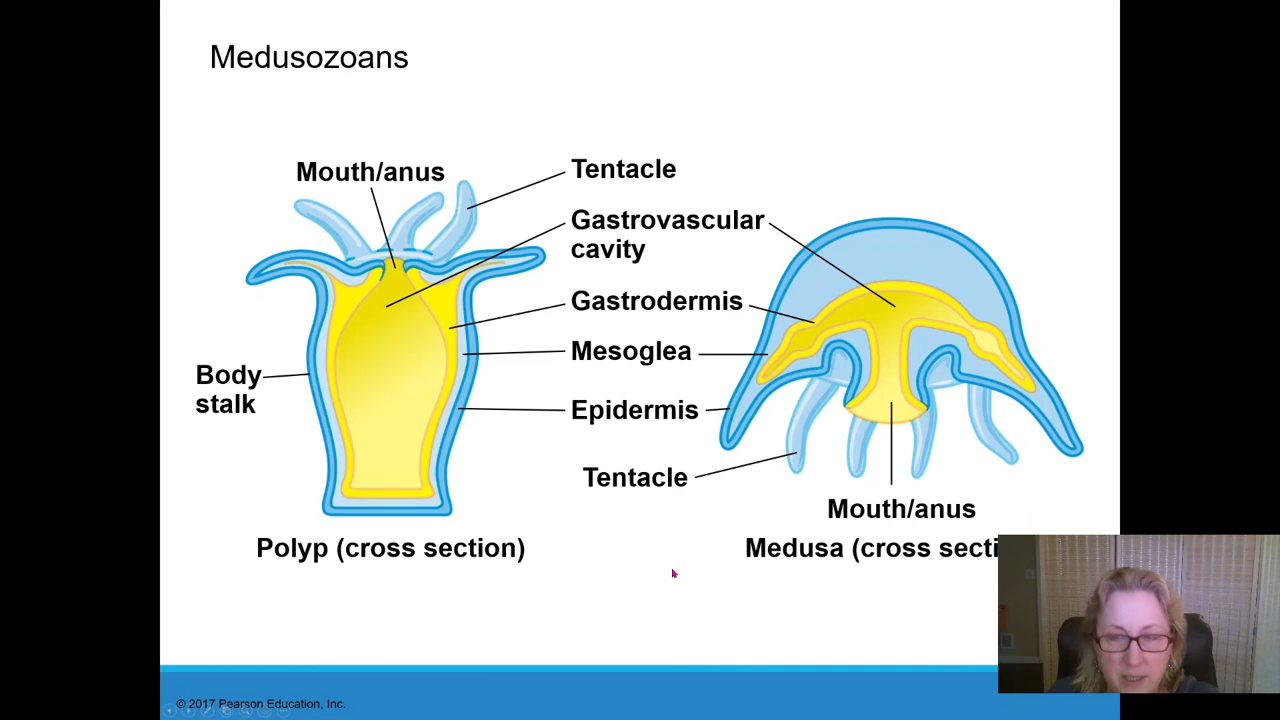 Medusozoans
Mouth/anus
Tentacle
Gastrovascular
cavity
Gastrodermis
Mesoglea
Body
stalk
Epidermis
Tentacle
Mouth/anus
Polyp (cross section)
Medusa (cross secti
© 2017 Pearson Education, Inc.